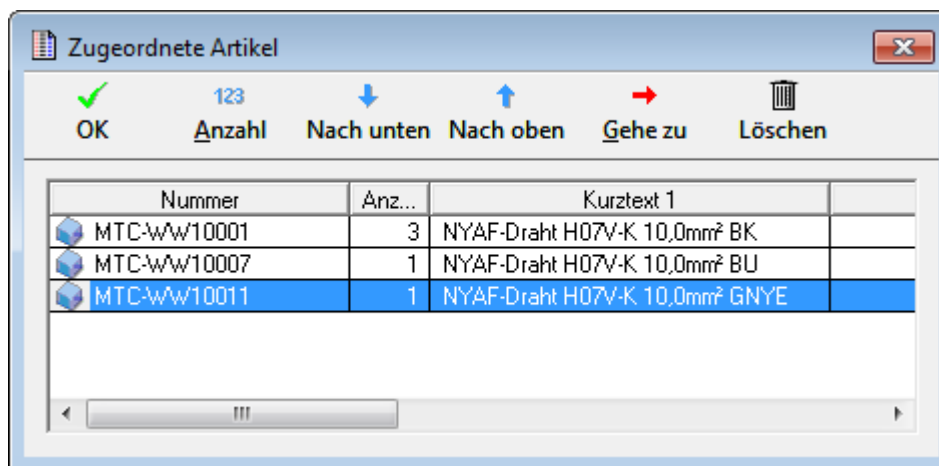 Zugeordnete Artikel
123
OK Anzahl Nach unten Nach oben Gehe zu Löschen
Nummer Anz... Kurztext 1
MTC-WW10001 3 NYAF-Draht H07V-K 10,0mm² BK
MTC-WW10007 1 NYAF-Draht H07V-K 10,0mm² BU
MTC-WW10011 1 NYAF-Draht H07V-K 10,0mm² GNYE